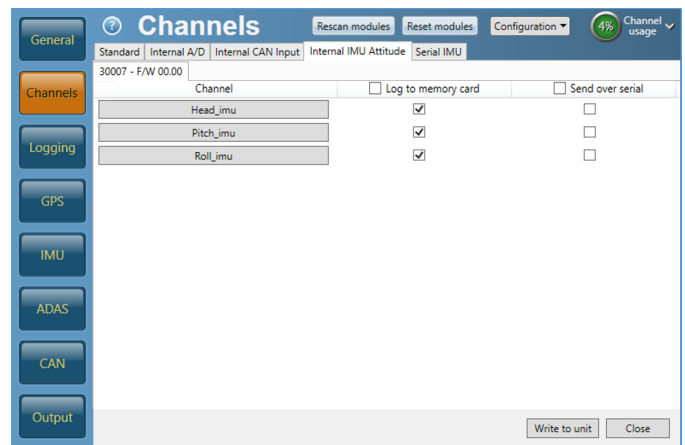 General
Channels
Logging
GPS
IMU
ADAS
CAN
Output
? Channels Rescan modules Reset modules Configuration 4% Channel usage
Standard Internal A/D Internal CAN Input Internal IMU Attitude Serial IMU
30007 - F/W 00.00
Channel Log to memory card Send over serial
Head_imu
Pitch_imu
Roll_imu
Write to unit Close